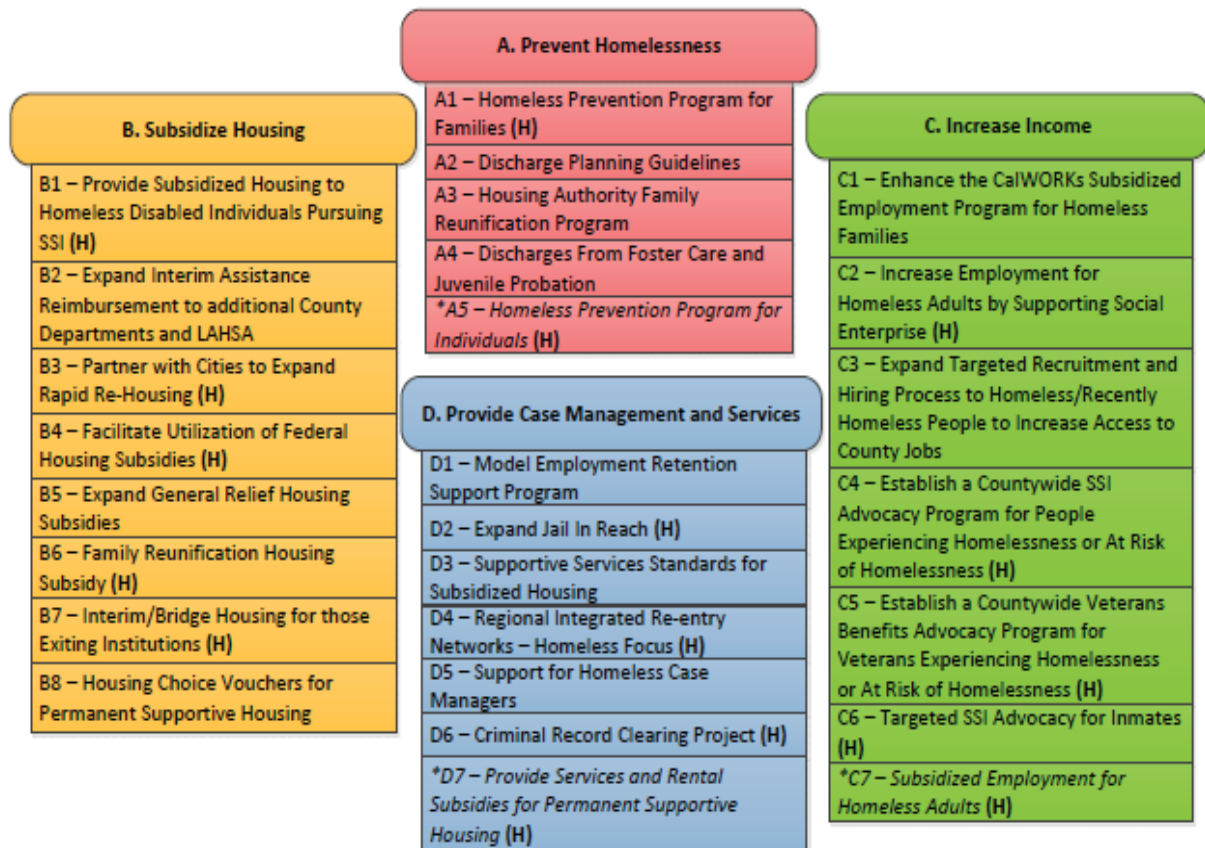 A. Prevent Homelessness
A1 – Homeless Prevention Program for
Families (H)
A2 – Discharge Planning Guidelines
A3 – Housing Authority Family
Reunification Program
A4 – Discharges From Foster Care and
Juvenile Probation
*A5 – Homeless Prevention Program for
Individuals (H)
B. Subsidize Housing
B1 – Provide Subsidized Housing to
Homeless Disabled Individuals Pursuing
SSI (H)
B2 – Expand Interim Assistance
Reimbursement to additional County
Departments and LAHSA
B3 – Partner with Cities to Expand
Rapid Re-Housing (H)
B4 – Facilitate Utilization of Federal
Housing Subsidies (H)
B5 – Expand General Relief Housing
Subsidies
B6 – Family Reunification Housing
Subsidy (H)
B7 – Interim/Bridge Housing for those
Exiting Institutions (H)
B8 – Housing Choice Vouchers for
Permanent Supportive Housing
C. Increase Income
C1 – Enhance the CalWORKs Subsidized
Employment Program for Homeless
Families
C2 – Increase Employment for
Homeless Adults by Supporting Social
Enterprise (H)
C3 – Expand Targeted Recruitment and
Hiring Process to Homeless/Recently
Homeless People to Increase Access to
County Jobs
C4 – Establish a Countywide SSI
Advocacy Program for People
Experiencing Homelessness or At Risk
of Homelessness (H)
C5 – Establish a Countywide Veterans
Benefits Advocacy Program for
Veterans Experiencing Homelessness
or At Risk of Homelessness (H)
C6 – Targeted SSI Advocacy for Inmates
(H)
*C7 – Subsidized Employment for
Homeless Adults (H)
D. Provide Case Management and Services
D1 – Model Employment Retention
Support Program
D2 – Expand Jail In Reach (H)
D3 – Supportive Services Standards for
Subsidized Housing
D4 – Regional Integrated Re-entry
Networks – Homeless Focus (H)
D5 – Support for Homeless Case
Managers
D6 – Criminal Record Clearing Project (H)
*D7 – Provide Services and Rental
Subsidies for Permanent Supportive
Housing (H)